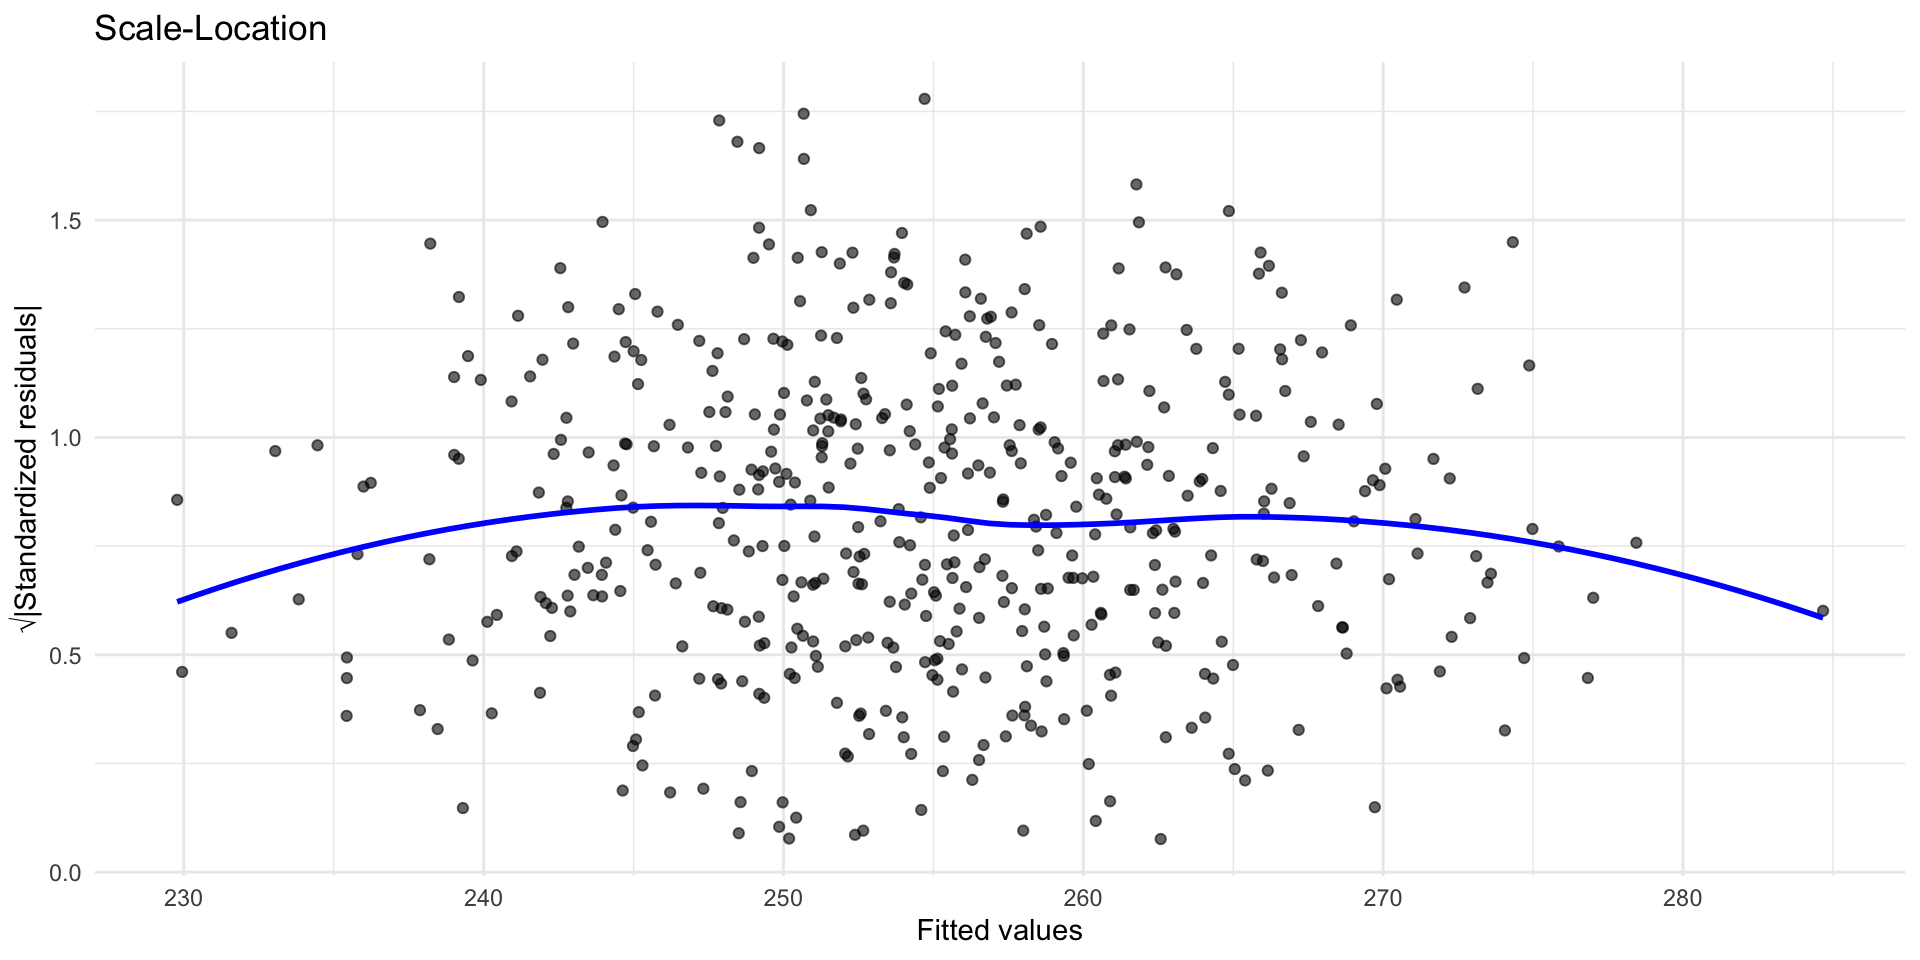 Scale-Location
√|Standardized residuals|
1.5
1.0
0.5
0.0
230 240 250 260 270 280
Fitted values